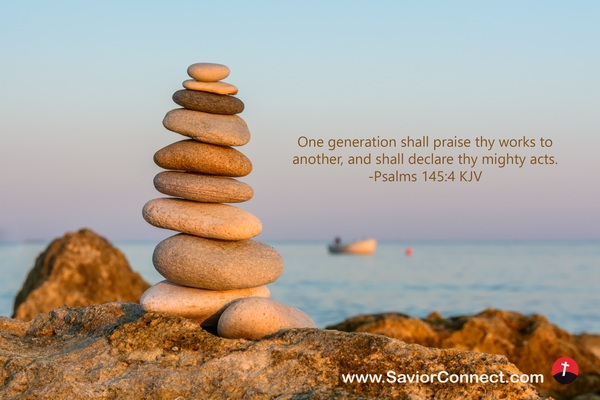 One generation shall praise thy works to
another, and shall declare thy mighty acts.
-Psalms 145:4 KJV
www.SaviorConnect.com